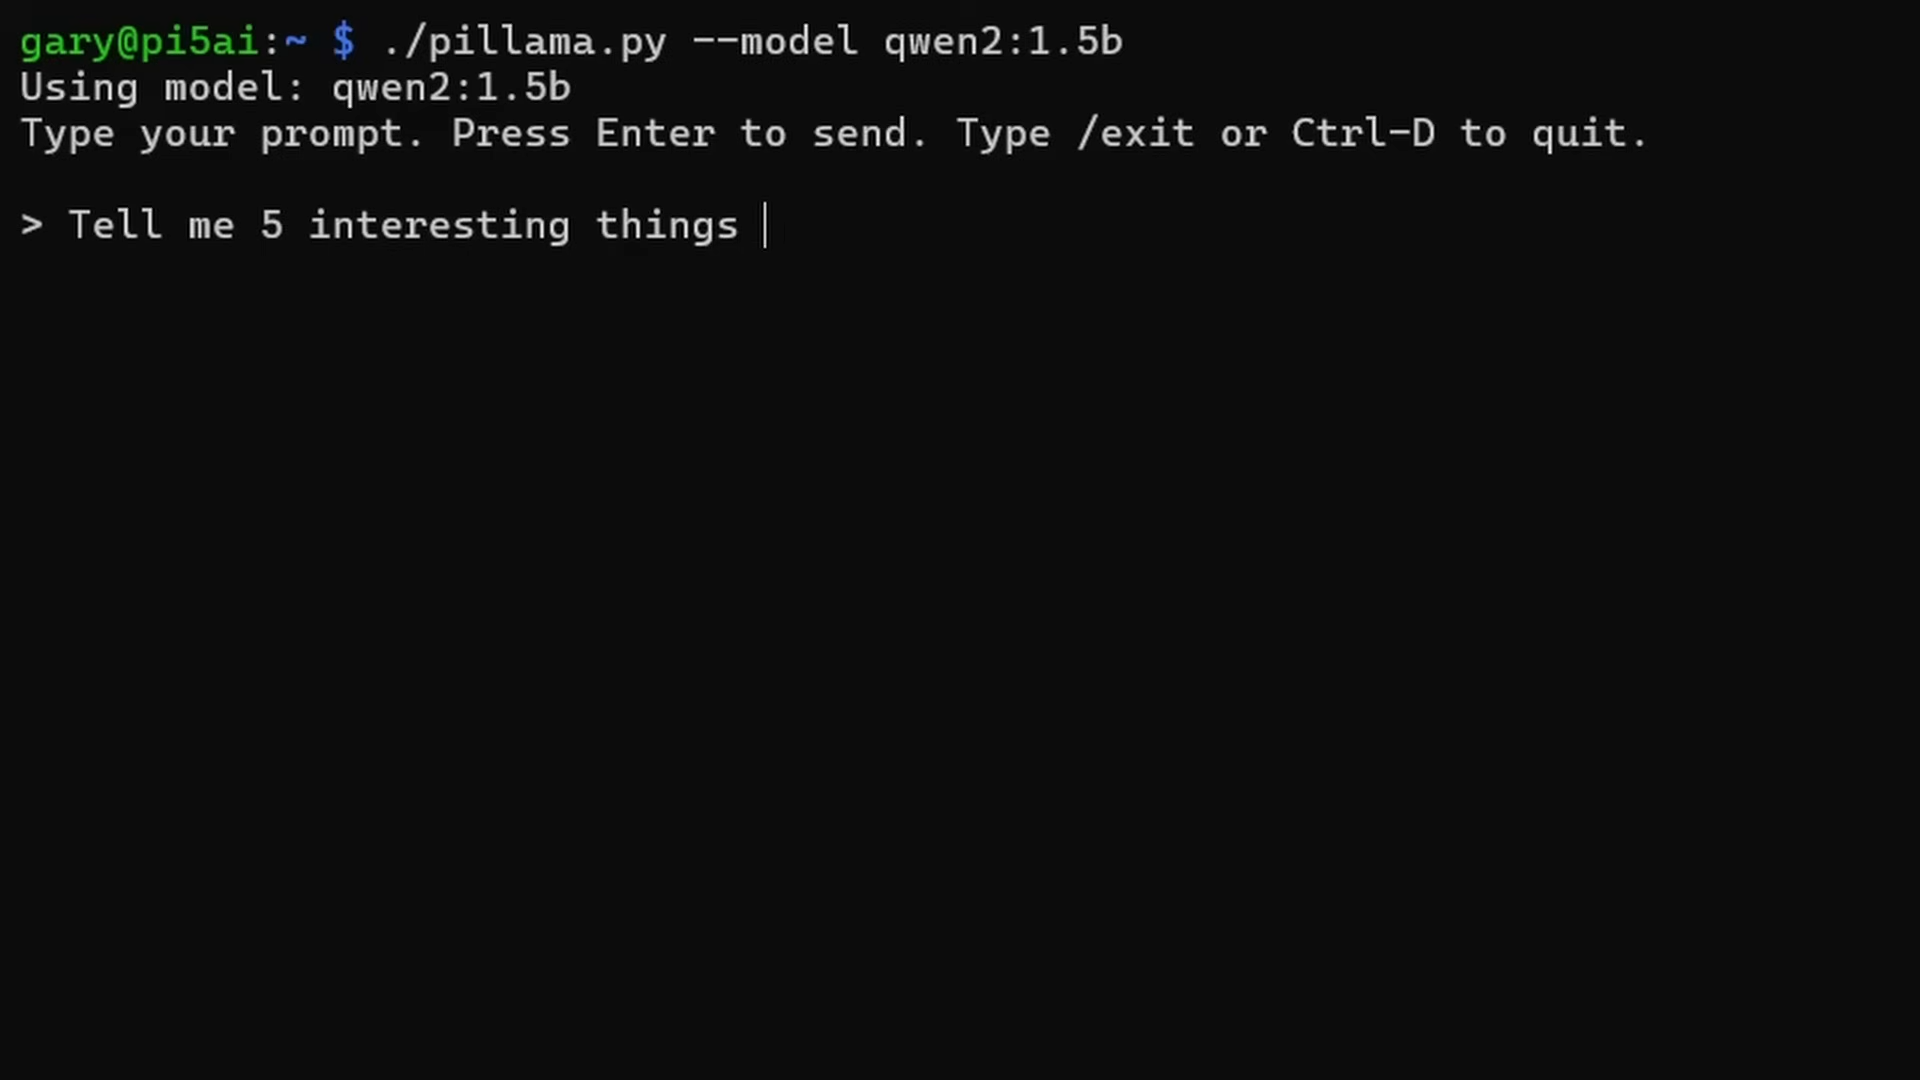 gary@pi5ai:~ $ ./pillama.py --model qwen2:1.5b
Using model: qwen2:1.5b
Type your prompt. Press Enter to send. Type /exit or Ctrl-D to quit.
> Tell me 5 interesting things